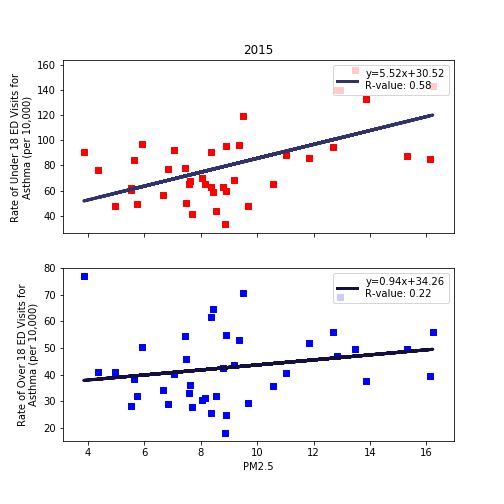 2015
160
140
120
100
80
60
40
Rate of Under 18 ED Visits for
Asthma (per 10,000)
y=5.52x+30.52
R-value: 0.58
80
70
60
50
40
30
20
Rate of Over 18 ED Visits for
Asthma (per 10,000)
y=0.94x+34.26
R-value: 0.22
4 6 8 10 12 14 16
PM2.5